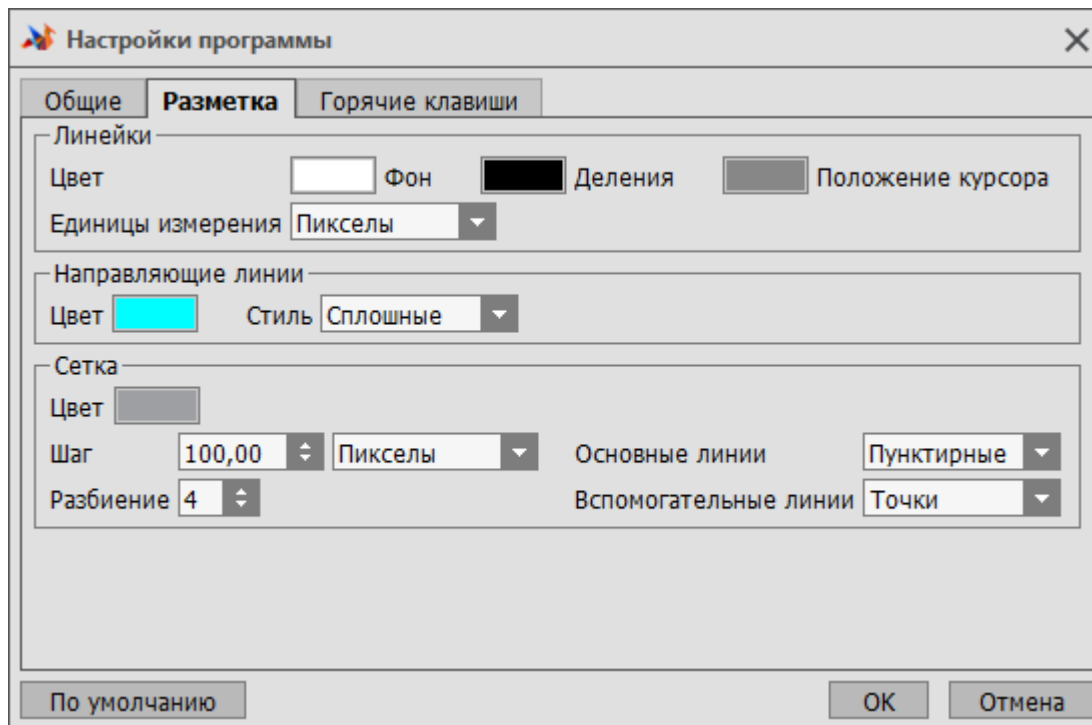 Настройки программы
Общие Разметка Горячие клавиши
Линейки
Цвет Фон Деления Положение курсора
Единицы измерения Пикселы
Направляющие линии
Цвет Стиль Сплошные
Сетка
Цвет
Шаг 100,00 Пикселы Основные линии Пунктирные
Разбиение 4 Вспомогательные линии Точки
По умолчанию ОК Отмена